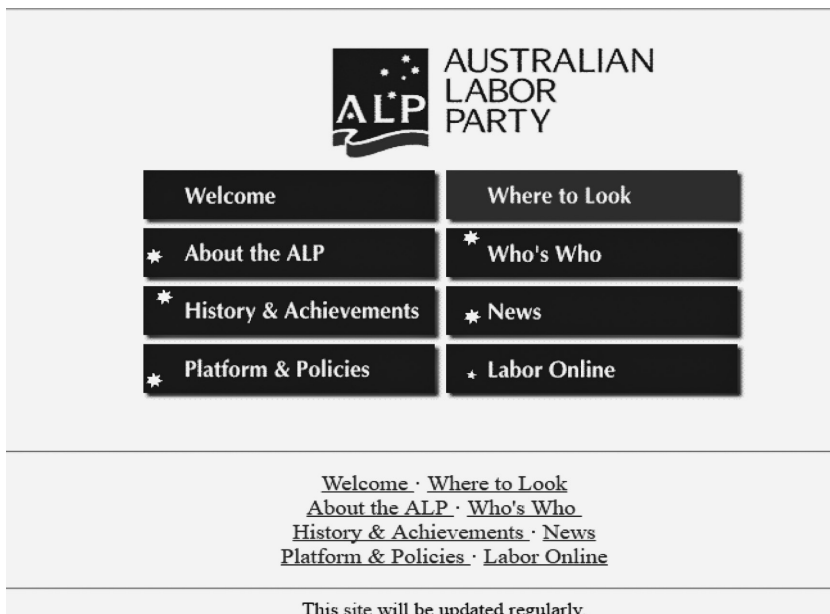 ALP
AUSTRALIAN
LABOR
PARTY
Welcome
Where to Look
About the ALP
Who's Who
History & Achievements
News
Platform & Policies
Labor Online
Welcome · Where to Look
About the ALP · Who's Who
History & Achievements · News
Platform & Policies · Labor Online
This site will be updated regularly